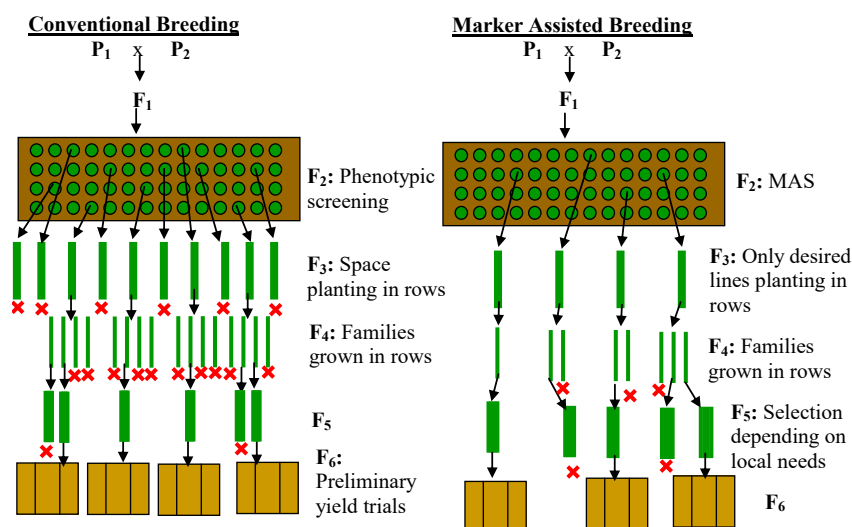 Conventional Breeding
P₁ x P₂
F₁
F₂: Phenotypic
screening
F₃: Space
planting in rows
F₄: Families
grown in rows
F₅
F₆:
Preliminary
yield trials
Marker Assisted Breeding
P₁ x P₂
F₁
F₂: MAS
F₃: Only desired
lines planting in
rows
F₄: Families
grown in rows
F₅: Selection
depending on
local needs
F₆